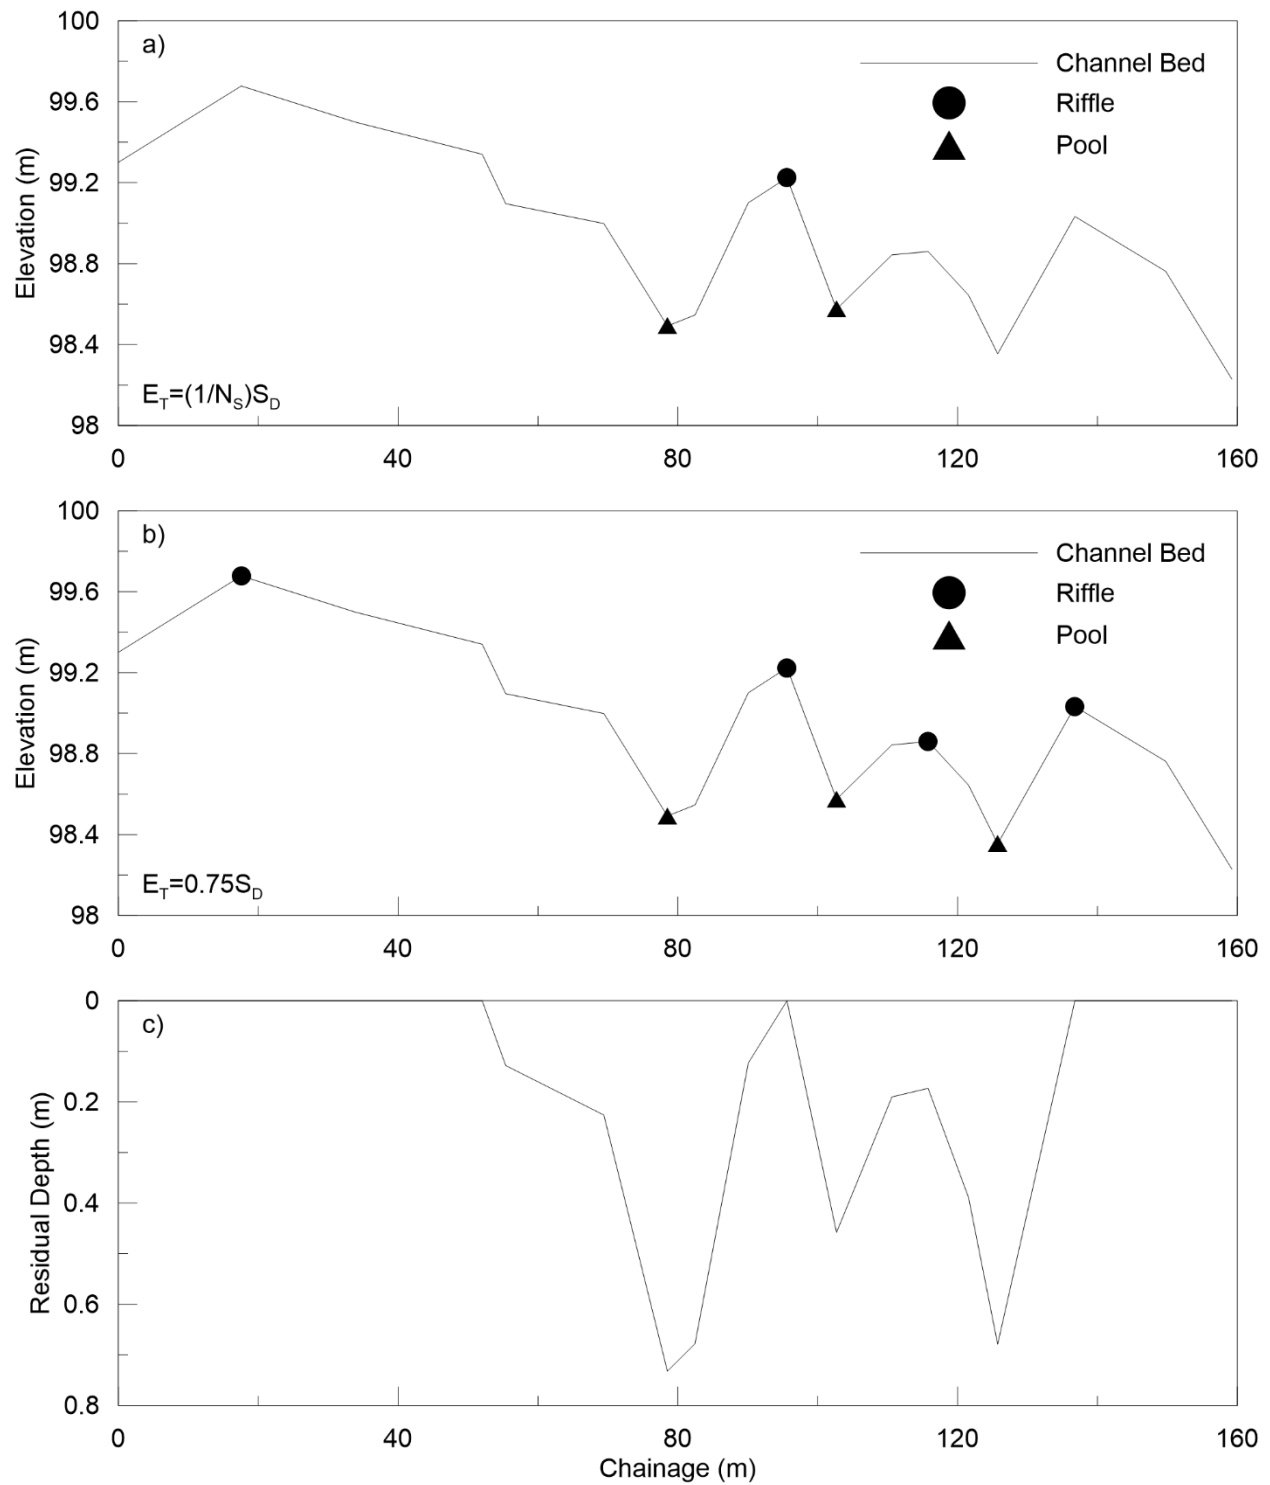 100
a)
Channel Bed
99.6
Riffle
Pool
99.2
Elevation (m)
98.8
98.4
E_T=(1/N_S)S_D
98
0 40 80 120 160
100
b)
Channel Bed
99.6
Riffle
Pool
99.2
Elevation (m)
98.8
98.4
E_T=0.75S_D
98
0 40 80 120 160
0
c)
0.2
Residual Depth (m)
0.4
0.6
0.8
0 40 80 120 160
Chainage (m)